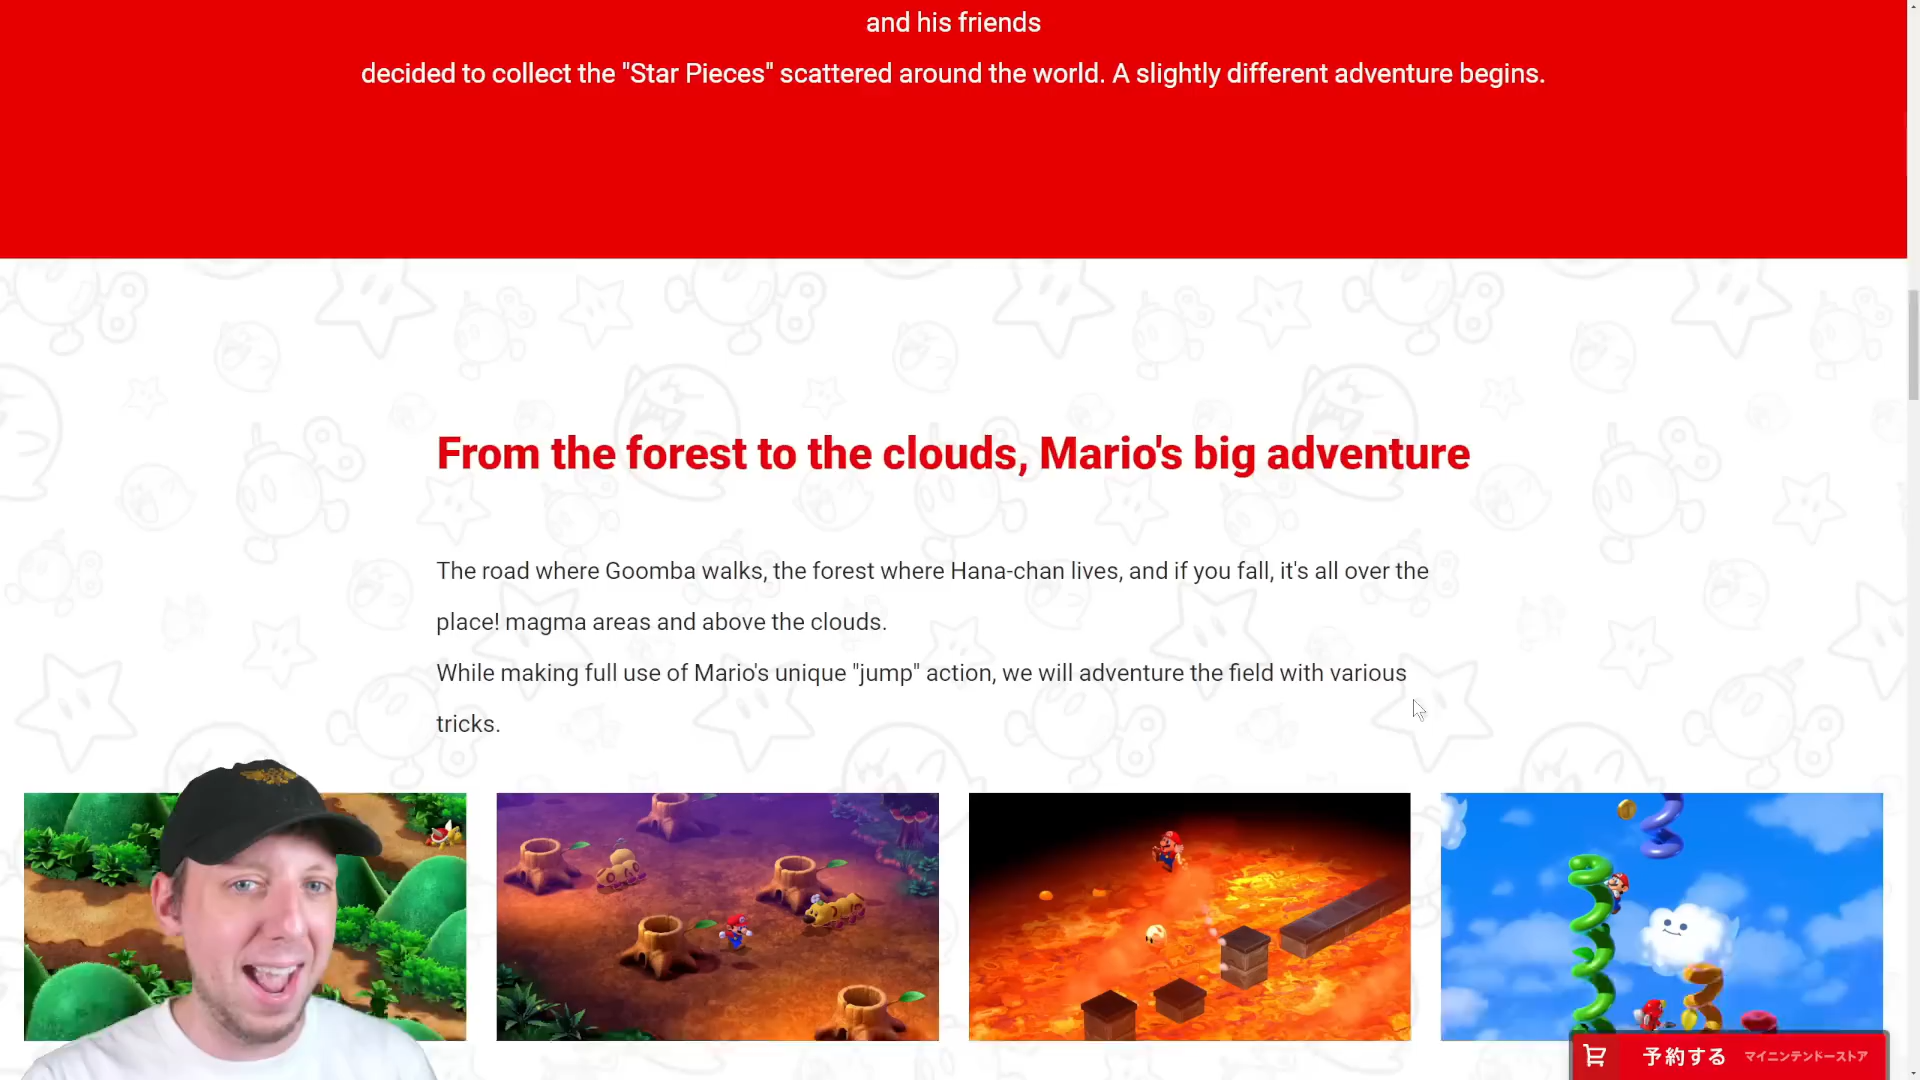 and his friends
decided to collect the "Star Pieces" scattered around the world. A slightly different adventure begins.
From the forest to the clouds, Mario's big adventure
The road where Goomba walks, the forest where Hana-chan lives, and if you fall, it's all over the
place! magma areas and above the clouds.
While making full use of Mario's unique "jump" action, we will adventure the field with various
tricks.
予約する マイニンテンドーストア